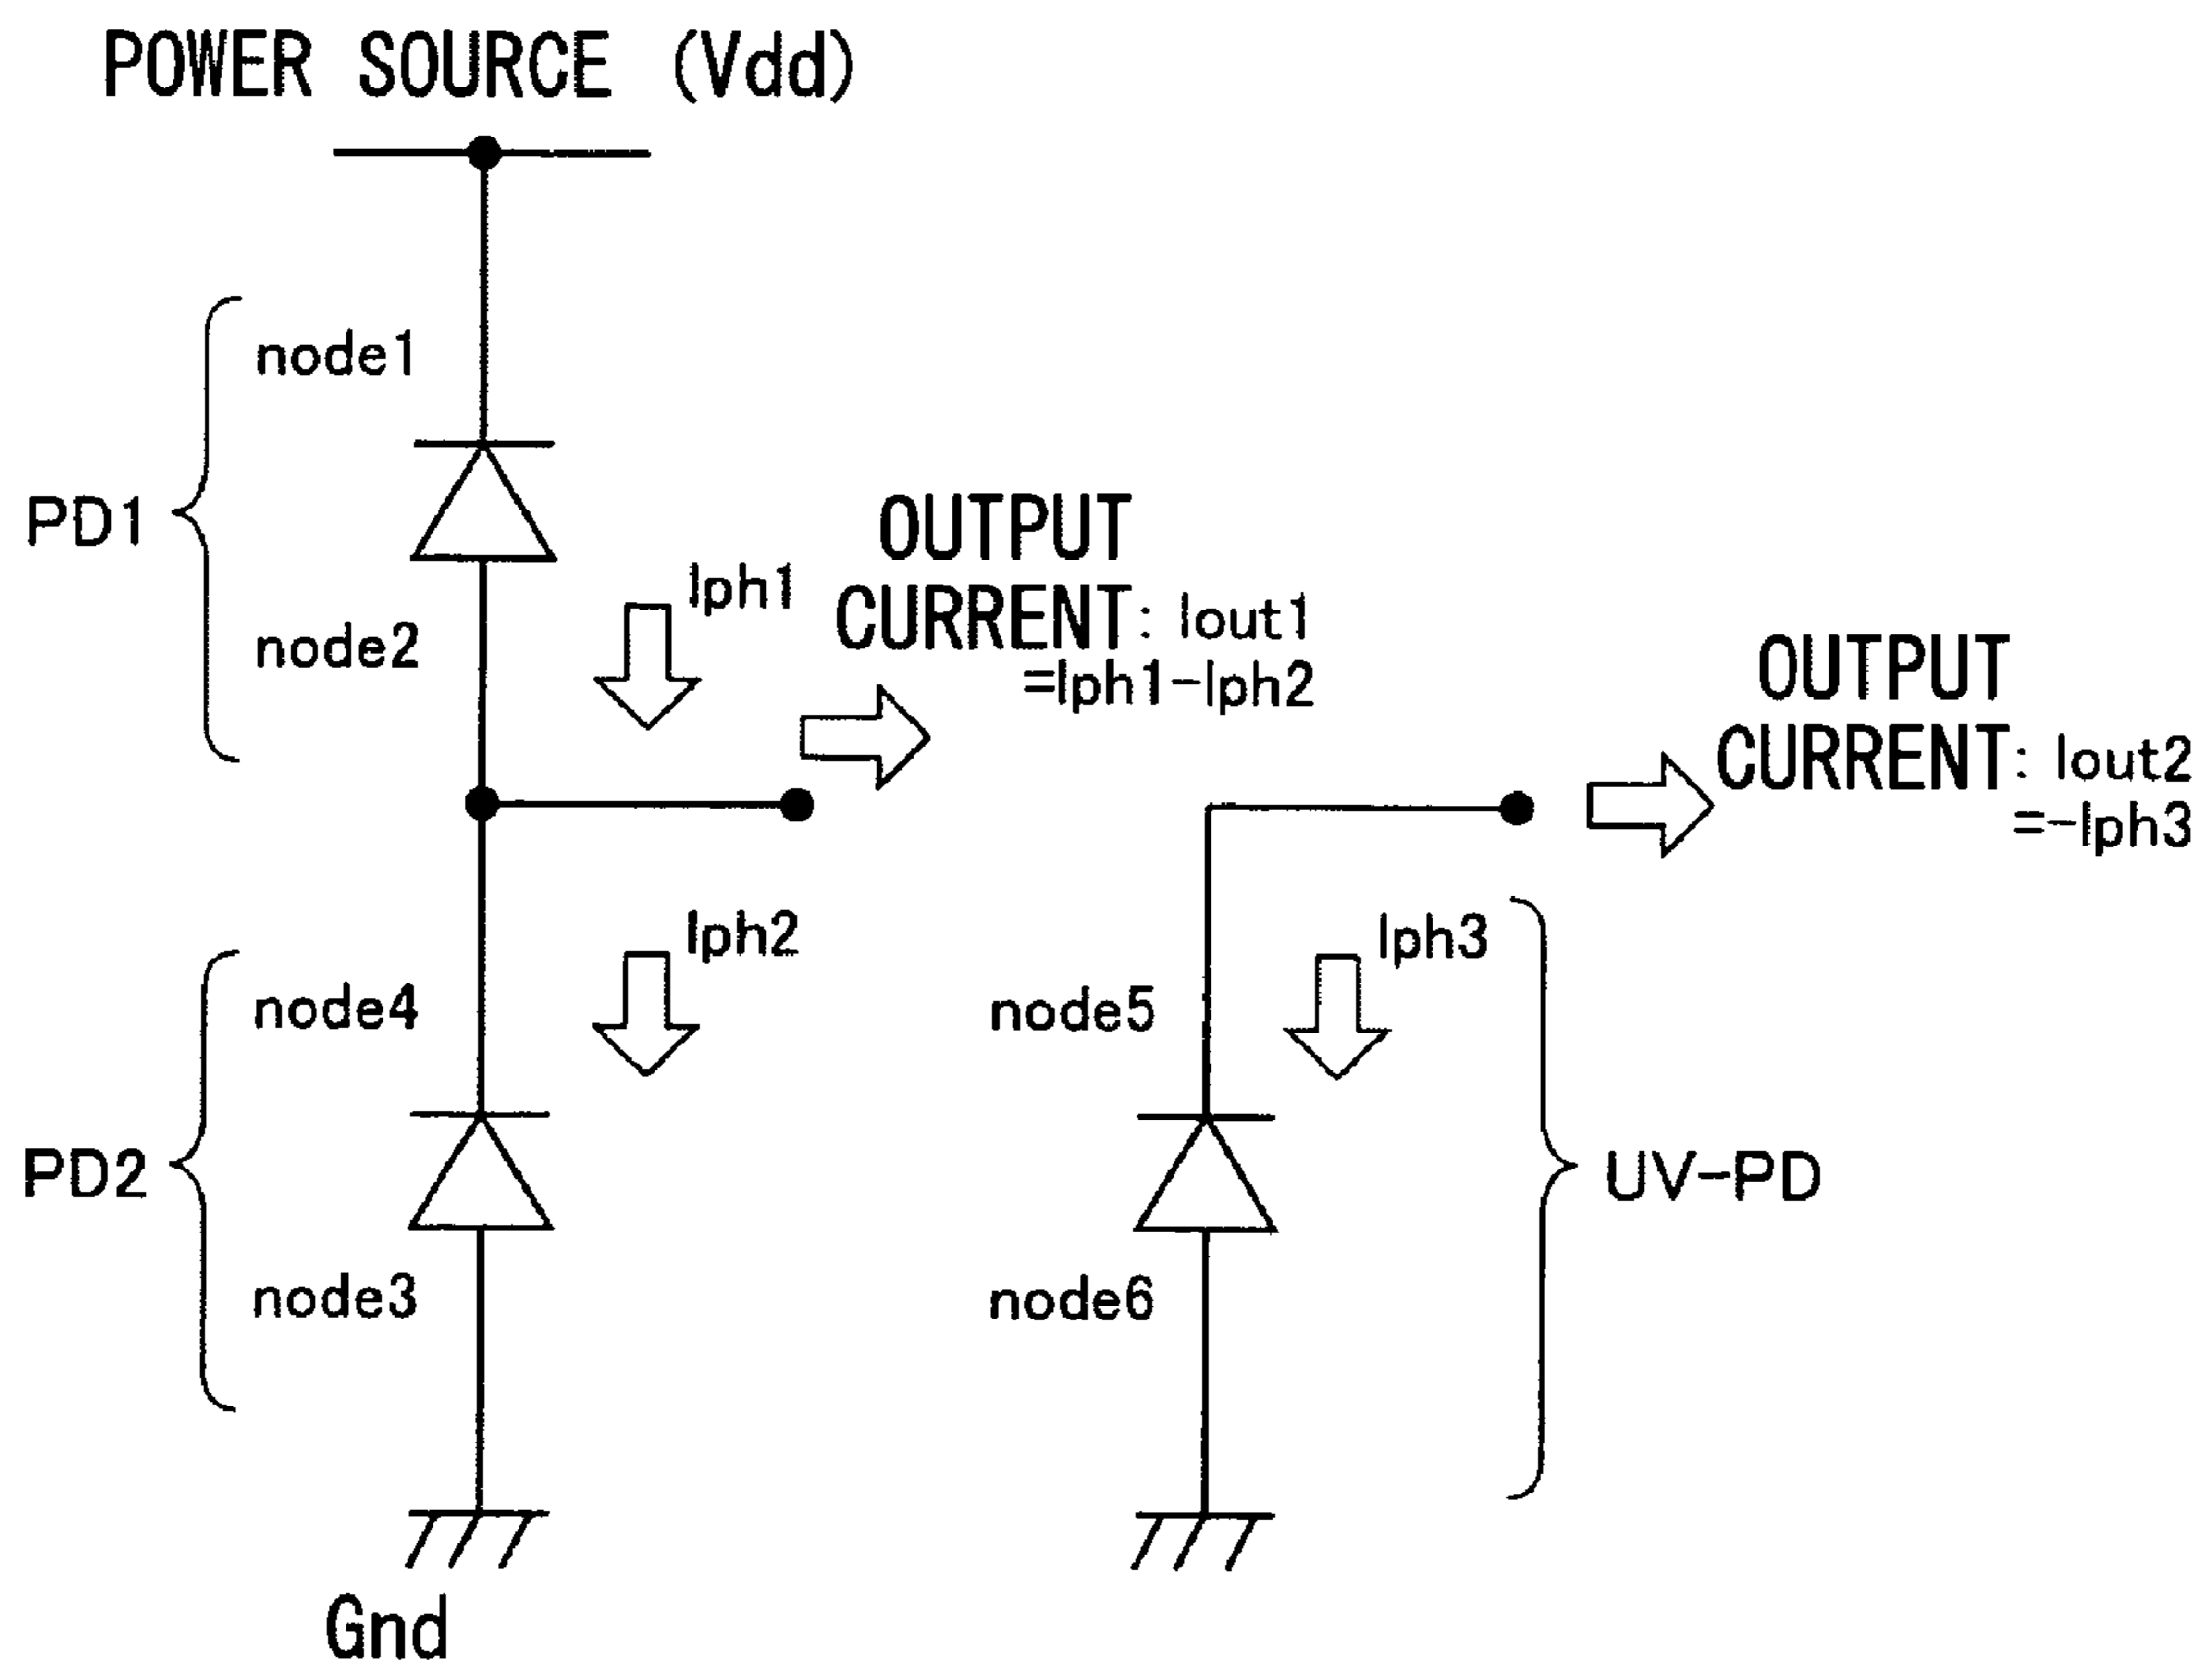 POWER SOURCE (Vdd)
node1
PD1
node2
Iph1
OUTPUT
CURRENT: Iout1
=Iph1-Iph2
OUTPUT
CURRENT: Iout2
=-Iph3
Iph2
node4
PD2
node3
Gnd
Iph3
node5
UV-PD
node6